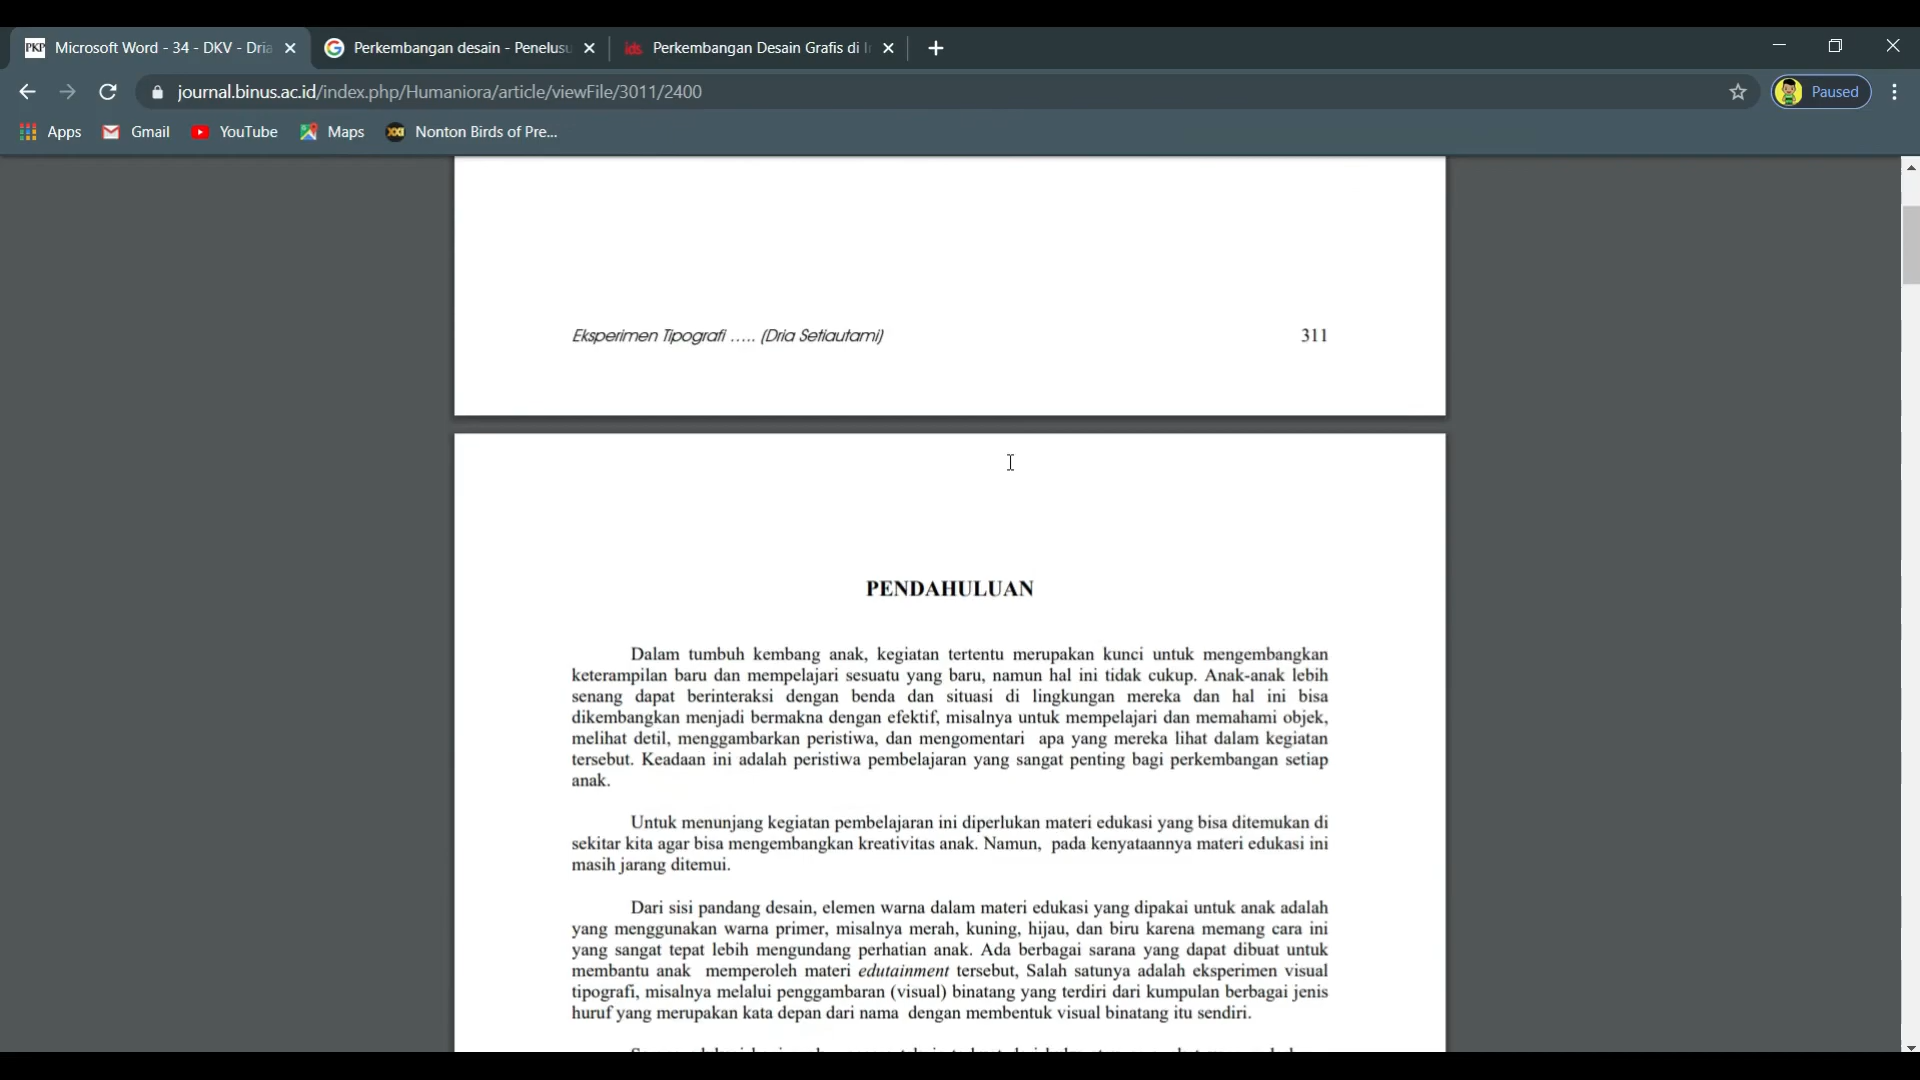 Microsoft Word - 34 - DKV - Dria
Perkembangan desain - Penelusu
Perkembangan Desain Grafis di I
journal.binus.ac.id/index.php/Humaniora/article/viewFile/3011/2400
Paused
Apps
Gmail
YouTube
Maps
Nonton Birds of Pre...
Eksperimen Tipografi ….. (Dria Setiautami)
311
PENDAHULUAN
Dalam tumbuh kembang anak, kegiatan tertentu merupakan kunci untuk mengembangkan
keterampilan baru dan mempelajari sesuatu yang baru, namun hal ini tidak cukup. Anak-anak lebih
senang dapat berinteraksi dengan benda dan situasi di lingkungan mereka dan hal ini bisa
dikembangkan menjadi bermakna dengan efektif, misalnya untuk mempelajari dan memahami objek,
melihat detil, menggambarkan peristiwa, dan mengomentari apa yang mereka lihat dalam kegiatan
tersebut. Keadaan ini adalah peristiwa pembelajaran yang sangat penting bagi perkembangan setiap
anak.
Untuk menunjang kegiatan pembelajaran ini diperlukan materi edukasi yang bisa ditemukan di
sekitar kita agar bisa mengembangkan kreativitas anak. Namun, pada kenyataannya materi edukasi ini
masih jarang ditemui.
Dari sisi pandang desain, elemen warna dalam materi edukasi yang dipakai untuk anak adalah
yang menggunakan warna primer, misalnya merah, kuning, hijau, dan biru karena memang cara ini
yang sangat tepat lebih mengundang perhatian anak. Ada berbagai sarana yang dapat dibuat untuk
membantu anak memperoleh materi edutainment tersebut, Salah satunya adalah eksperimen visual
tipografi, misalnya melalui penggambaran (visual) binatang yang terdiri dari kumpulan berbagai jenis
huruf yang merupakan kata depan dari nama dengan membentuk visual binatang itu sendiri.